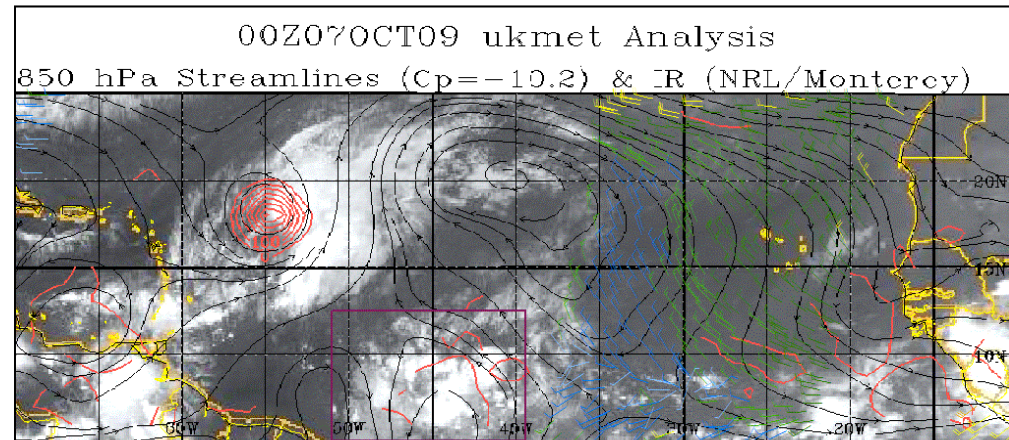 00Z07OCT09 ukmet Analysis
850 hPa Streamlines (Cp=-10.2) & IR (NRL/Monterey)
20N
15N
10N
60W 50W 40W 30W 20W